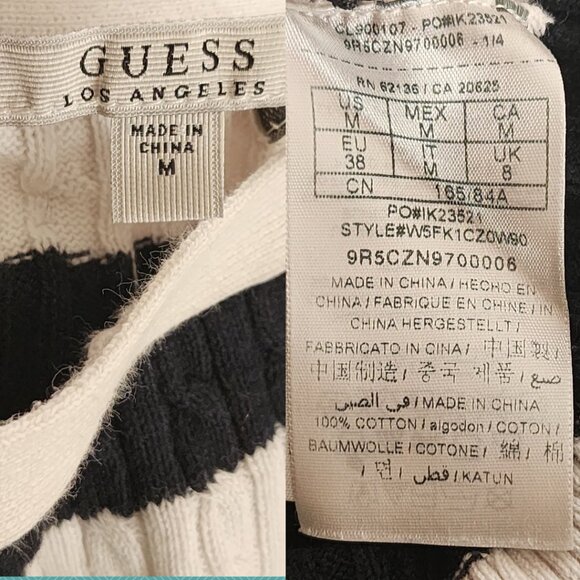 GUESS
LOS ANGELES
MADE IN
CHINA
M
CL900107 - PO#IK23521
9R5CZN9700006 - 1/4
RN 62136 / CA 20625
US MEX CA
M M M
EU IT UK
38 M 8
CN 165/84A
PO#IK23521
STYLE#W5FK1CZ0W90
9R5CZN9700006
MADE IN CHINA / HECHO EN
CHINA / FABRIQUE EN CHINE / IN
CHINA HERGESTELLT /
FABBRICATO IN CINA / 中国製 /
中国制造 / 중국 제품 / صنع
في الصين / MADE IN CHINA
100% COTTON / algodon / COTON /
BAUMWOLLE / COTONE / 綿 / 棉
/ 면 / قطن / KATUN